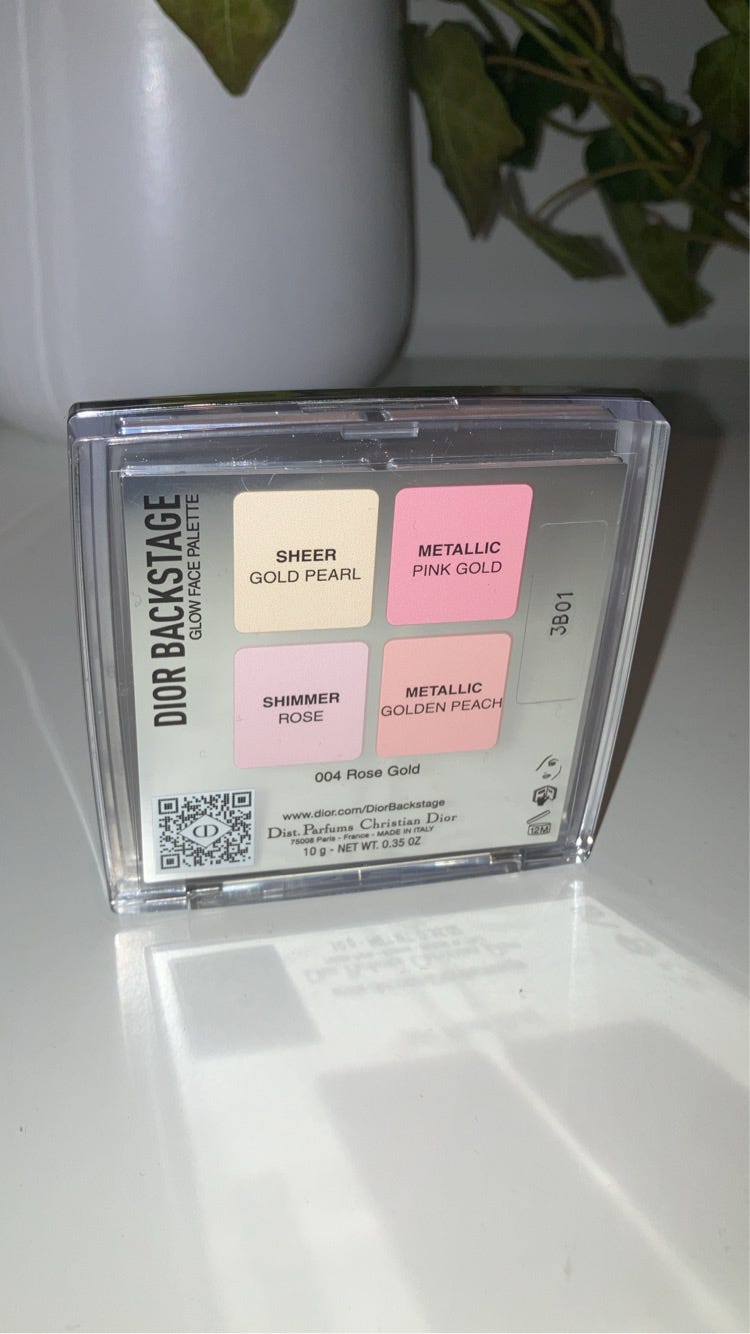 DIOR BACKSTAGE
GLOW FACE PALETTE
SHEER
GOLD PEARL
METALLIC
PINK GOLD
SHIMMER
ROSE
METALLIC
GOLDEN PEACH
3B01
004 Rose Gold
www.dior.com/DiorBackstage
Dist. Parfums Christian Dior
75008 Paris - France - MADE IN ITALY
10 g - NET WT. 0.35 OZ
12M
CD